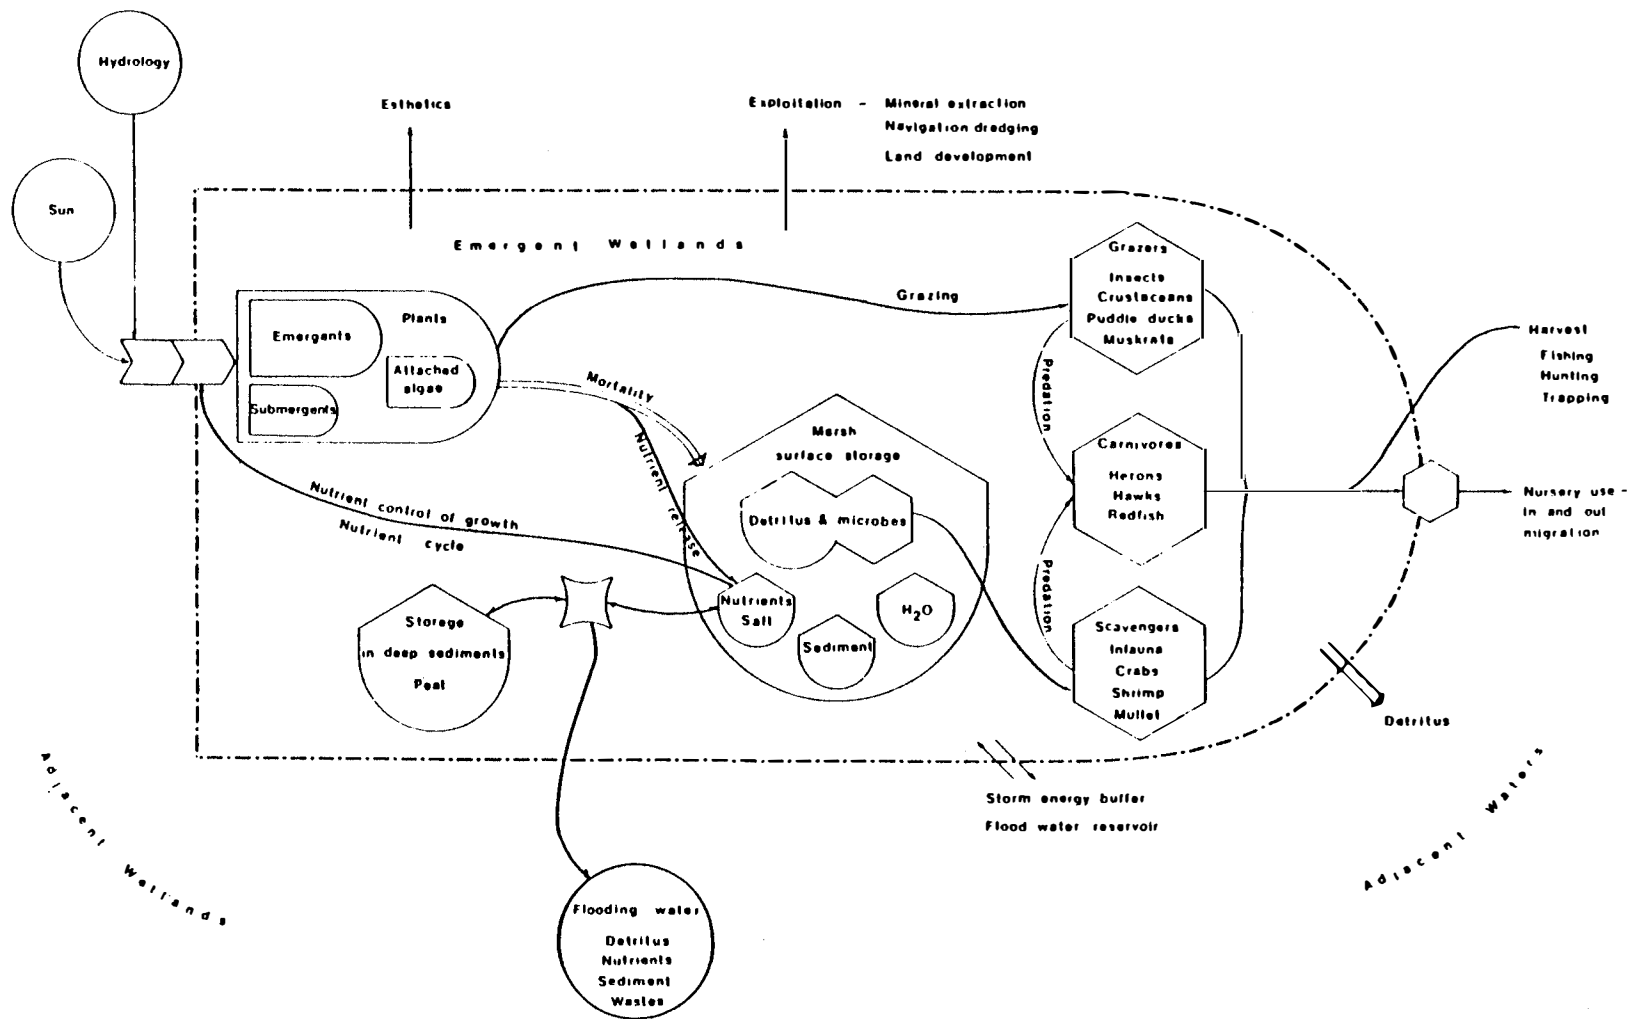 Hydrology
Sun
Esthetics
Exploitation - Mineral extraction
Navigation dredging
Land development
Emergent Wetlands
Plants
Emergents
Attached
algae
Submergents
Grazing
Mortality
Nutrient release
Nutrient control of growth
Nutrient cycle
Marsh
surface storage
Detritus & microbes
Nutrients
Salt
Sediment
H2O
Storage
in deep sediments
Peat
Grazers
Insects
Crustaceans
Puddle ducks
Muskrats
Predation
Carnivores
Herons
Hawks
Redfish
Predation
Scavengers
Infauna
Crabs
Shrimp
Mullet
Harvest
Fishing
Hunting
Trapping
Nursery use -
in and out
migration
Detritus
Storm energy buffer
Flood water reservoir
Adjacent Wetlands
Adjacent Waters
Flooding water
Detritus
Nutrients
Sediment
Wastes